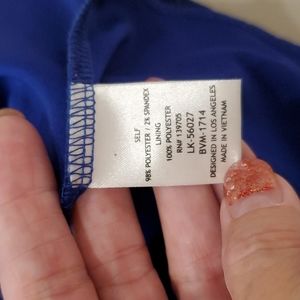 SELF
98% POLYESTER / 2% SPANDEX
LINING
100% POLYESTER
RN# 139705
LK-56027
BVM-1714
DESIGNED IN LOS ANGELES
MADE IN VIETNAM